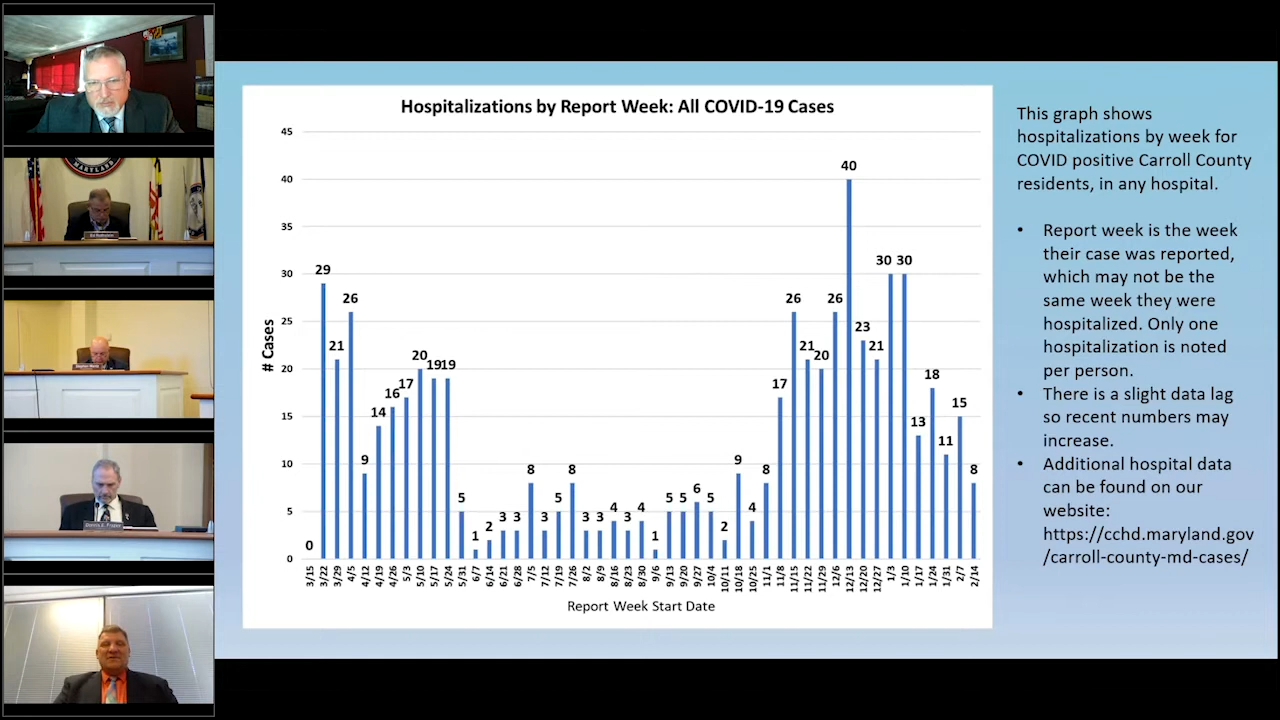 MARYLAND
Dennis E. Frazier
Hospitalizations by Report Week: All COVID-19 Cases
# Cases
45
40
35
30
25
20
15
10
5
0
0 29 21 26 9 14 16 17 20 19 19 5 1 2 3 3 8 3 5 8 3 3 4 3 4 1 5 5 6 5 2 9 4 8 17 26 21 20 26 40 23 21 30 30 13 18 11 15 8
3/15 3/22 3/29 4/5 4/12 4/19 4/26 5/3 5/10 5/17 5/24 5/31 6/7 6/14 6/21 6/28 7/5 7/12 7/19 7/26 8/2 8/9 8/16 8/23 8/30 9/6 9/13 9/20 9/27 10/4 10/11 10/18 10/25 11/1 11/8 11/15 11/22 11/29 12/6 12/13 12/20 12/27 1/3 1/10 1/17 1/24 1/31 2/7 2/14
Report Week Start Date
This graph shows
hospitalizations by week for
COVID positive Carroll County
residents, in any hospital.
• Report week is the week
their case was reported,
which may not be the
same week they were
hospitalized. Only one
hospitalization is noted
per person.
• There is a slight data lag
so recent numbers may
increase.
• Additional hospital data
can be found on our
website:
https://cchd.maryland.gov
/carroll-county-md-cases/